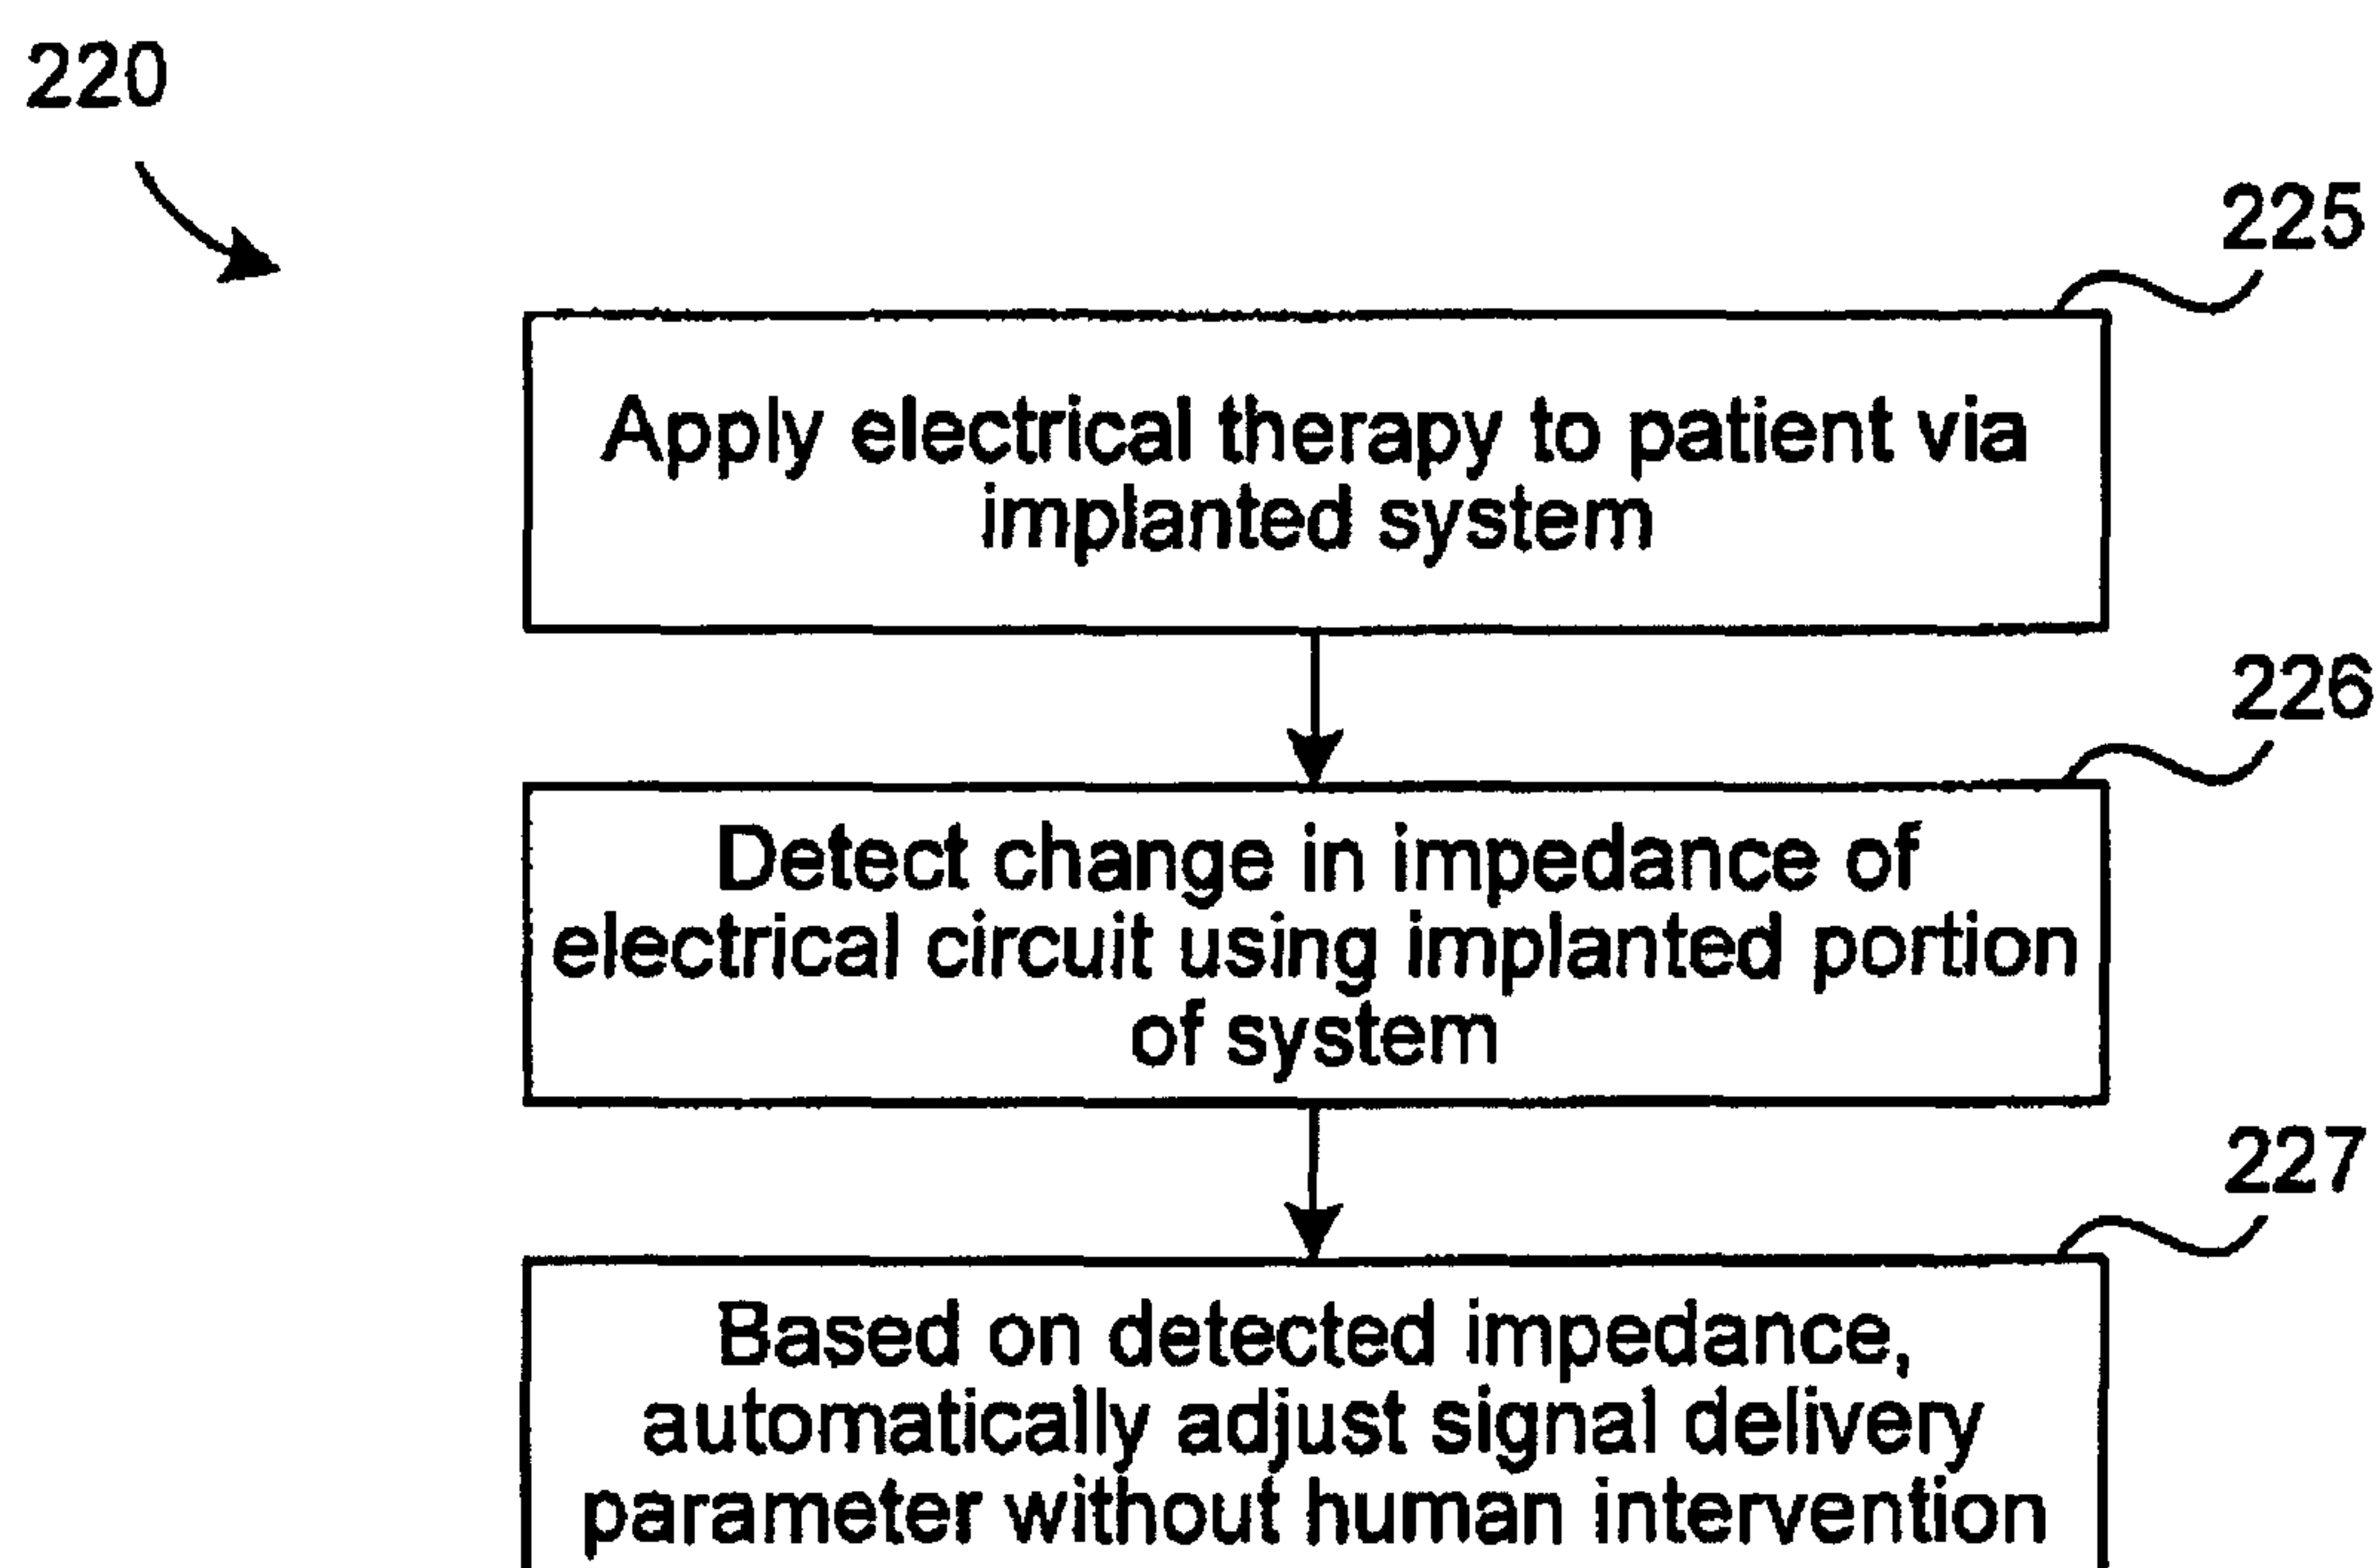 220
225
Apply electrical therapy to patient via
implanted system
226
Detect change in impedance of
electrical circuit using implanted portion
of system
227
Based on detected impedance,
automatically adjust signal delivery
parameter without human intervention